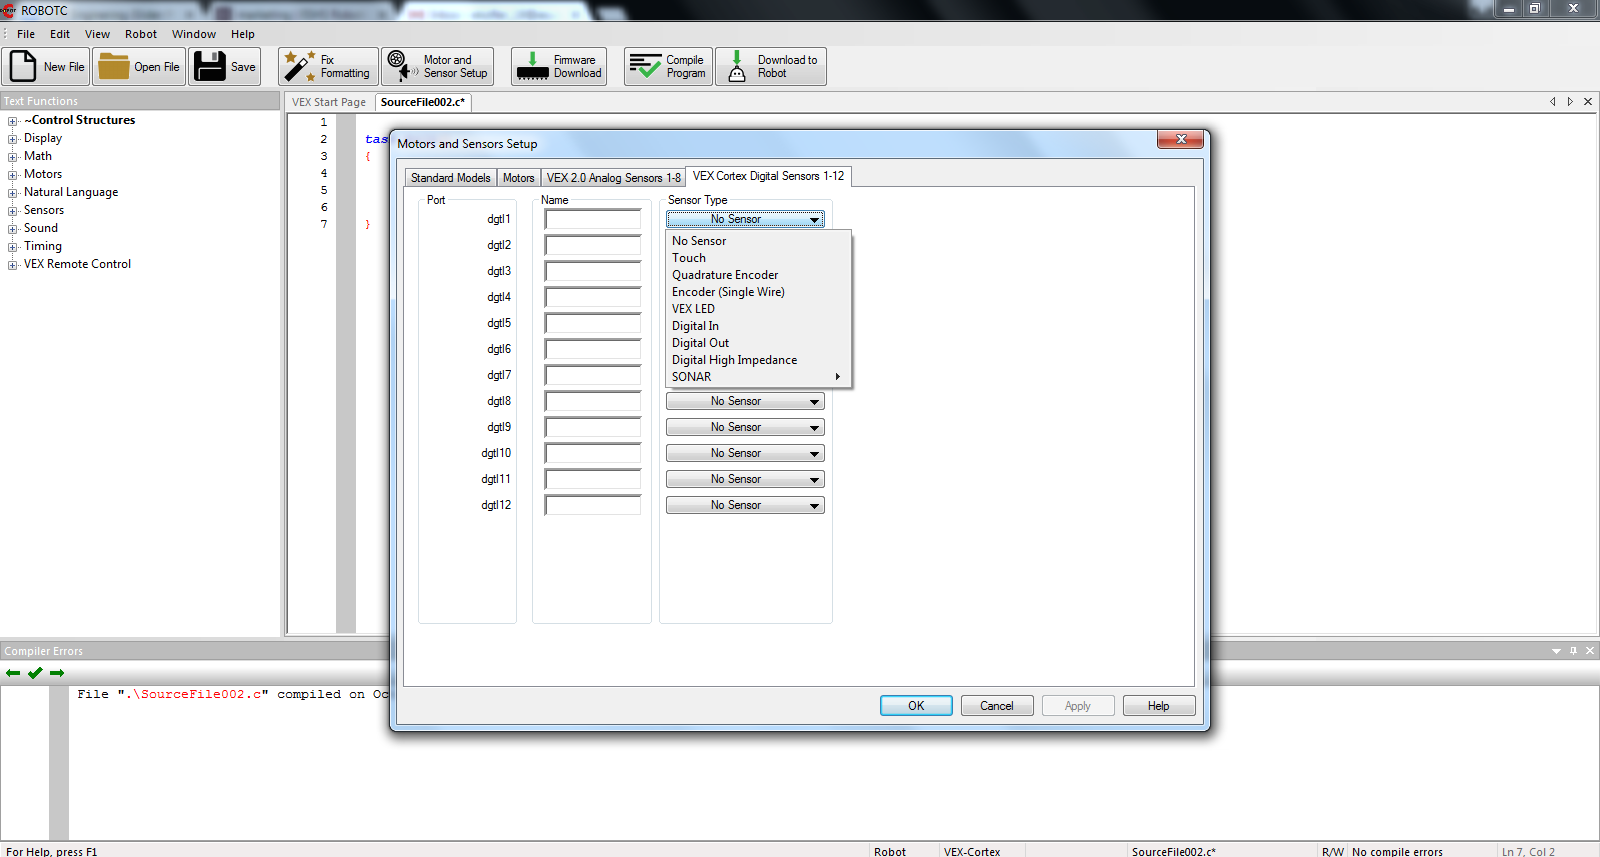 ROBOTC
File Edit View Robot Window Help
New File Open File Save Fix Formatting Motor and Sensor Setup Firmware Download Compile Program Download to Robot
Text Functions
~Control Structures
Display
Math
Motors
Natural Language
Sensors
Sound
Timing
VEX Remote Control
VEX Start Page SourceFile002.c*
1
2 tas
3 {
4
5
6
7 }
Motors and Sensors Setup
Standard Models Motors VEX 2.0 Analog Sensors 1-8 VEX Cortex Digital Sensors 1-12
Port Name Sensor Type
dgtl1 No Sensor
dgtl2
dgtl3
dgtl4
dgtl5
dgtl6
dgtl7
No Sensor
Touch
Quadrature Encoder
Encoder (Single Wire)
VEX LED
Digital In
Digital Out
Digital High Impedance
SONAR
dgtl8 No Sensor
dgtl9 No Sensor
dgtl10 No Sensor
dgtl11 No Sensor
dgtl12 No Sensor
OK Cancel Apply Help
Compiler Errors
File ".\SourceFile002.c" compiled on Oc
For Help, press F1 Robot VEX-Cortex SourceFile002.c* R/W No compile errors Ln 7, Col 2